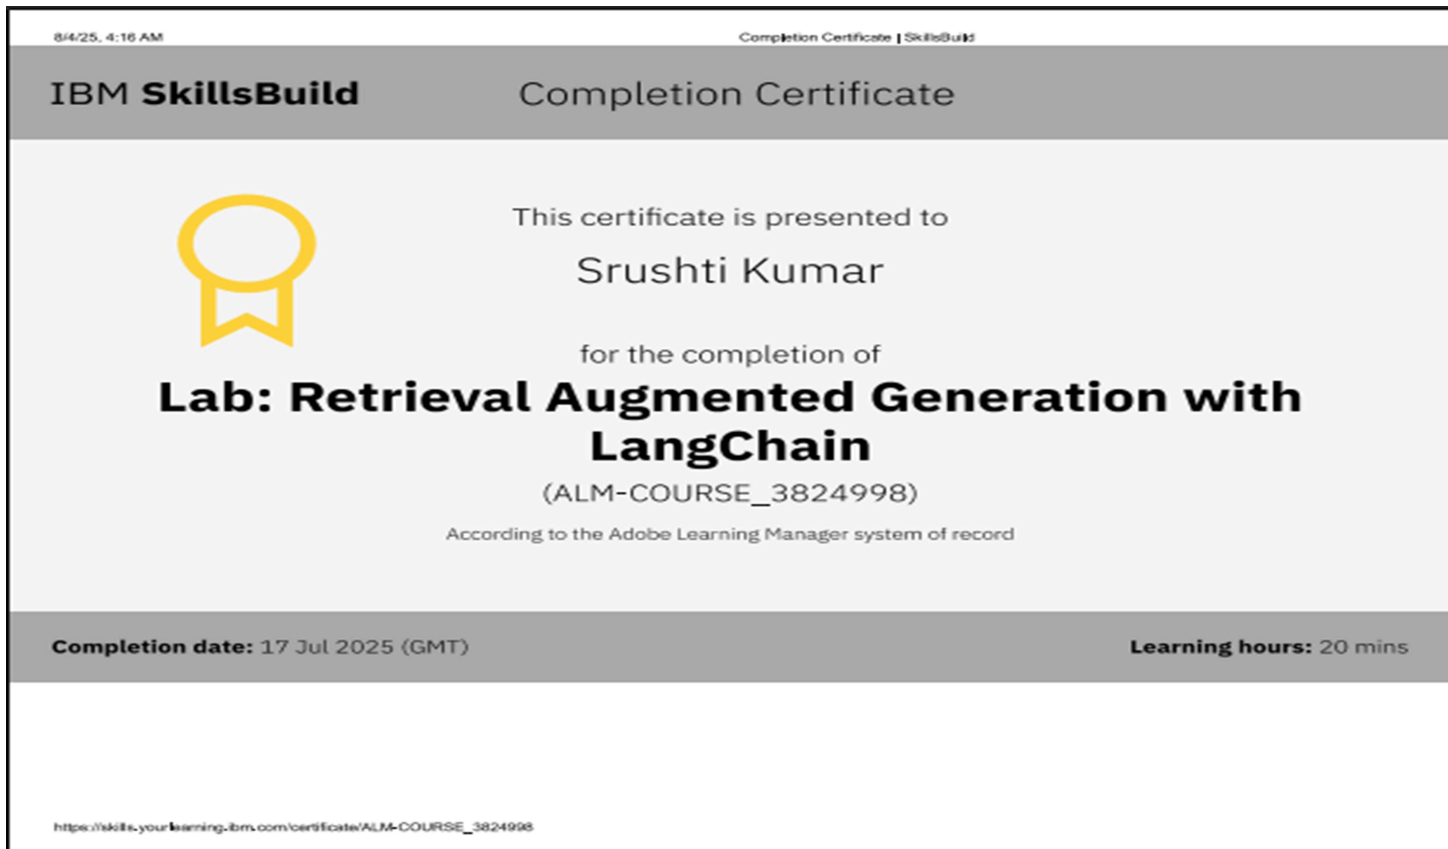 8/4/25, 4:16 AM
Completion Certificate | SkillsBuild
IBM SkillsBuild
Completion Certificate
This certificate is presented to
Srushti Kumar
for the completion of
Lab: Retrieval Augmented Generation with
LangChain
(ALM-COURSE_3824998)
According to the Adobe Learning Manager system of record
Completion date: 17 Jul 2025 (GMT)
Learning hours: 20 mins
https://skills.yourlearning.ibm.com/certificate/ALM-COURSE_3824998